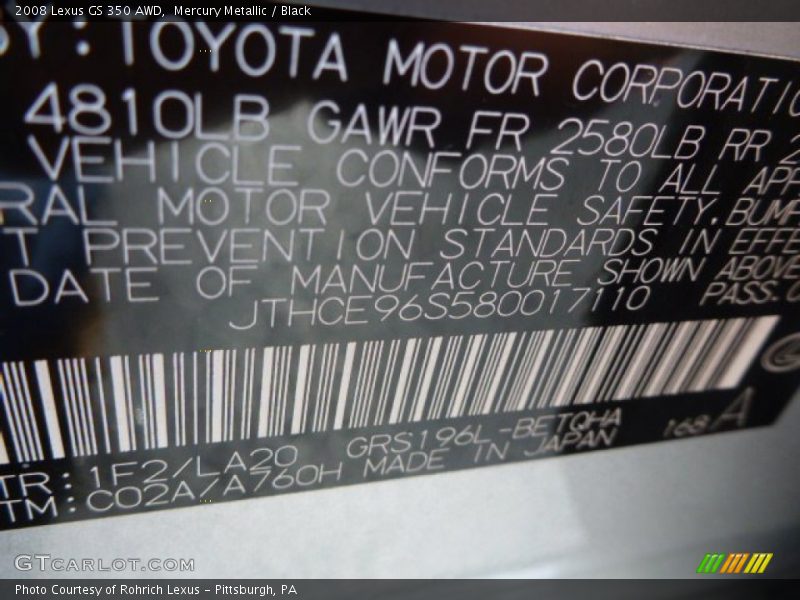 2008 Lexus GS 350 AWD, Mercury Metallic / Black
BY: TOYOTA MOTOR CORPORATIO
4810LB GAWR FR 2580LB RR 2
VEHICLE CONFORMS TO ALL APP
RAL MOTOR VEHICLE SAFETY, BUMP
T PREVENTION STANDARDS IN EFFE
DATE OF MANUFACTURE SHOWN ABOVE
JTHCE96S580017110 PASS.C
TR: 1F2/LA20 GRS196L-BETQHA 168 A
TM: C02A/A760H MADE IN JAPAN
GTCARLOT.COM
Photo Courtesy of Rohrich Lexus - Pittsburgh, PA